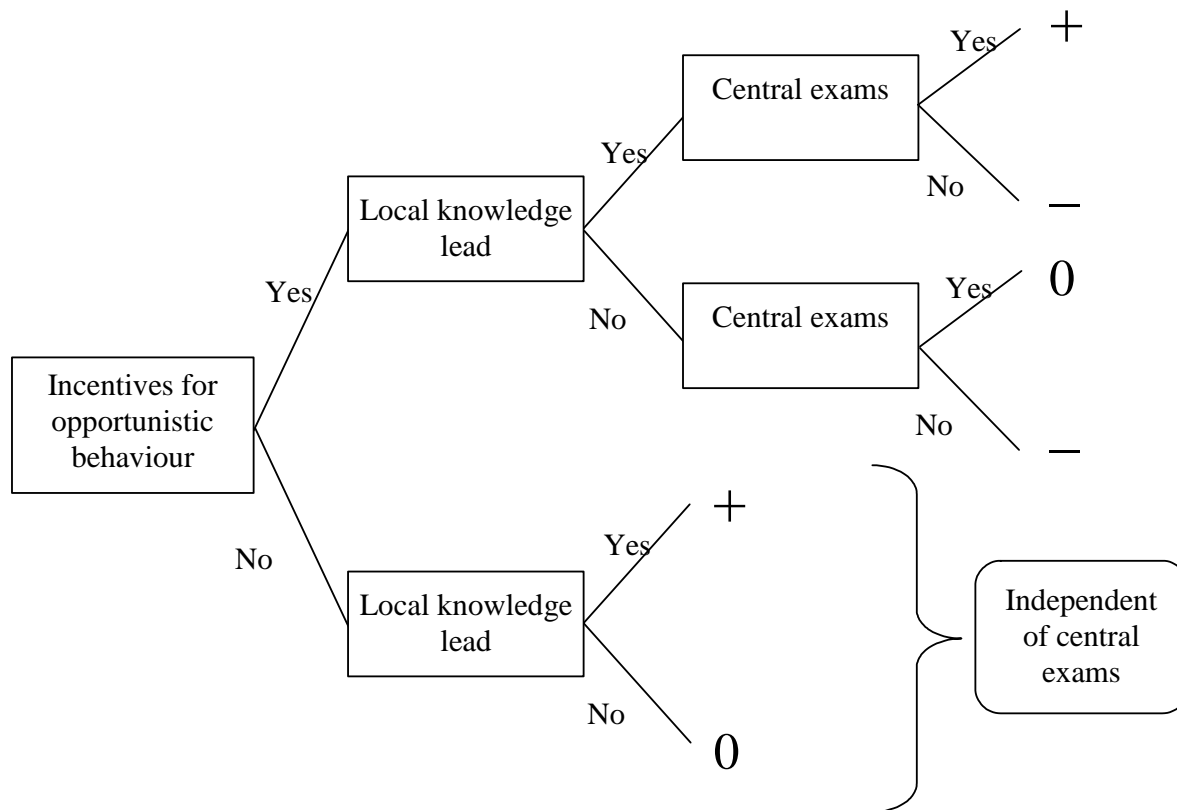 Yes
+
Central exams
Yes
No
−
Local knowledge
lead
Yes
0
Yes
No
Central exams
Incentives for
opportunistic
behaviour
No
−
+
No
Yes
Local knowledge
lead
Independent
of central
exams
No
0